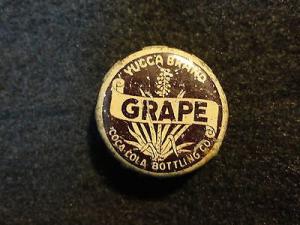 YUCCA BRAND
GRAPE
COCA-COLA BOTTLING CO.